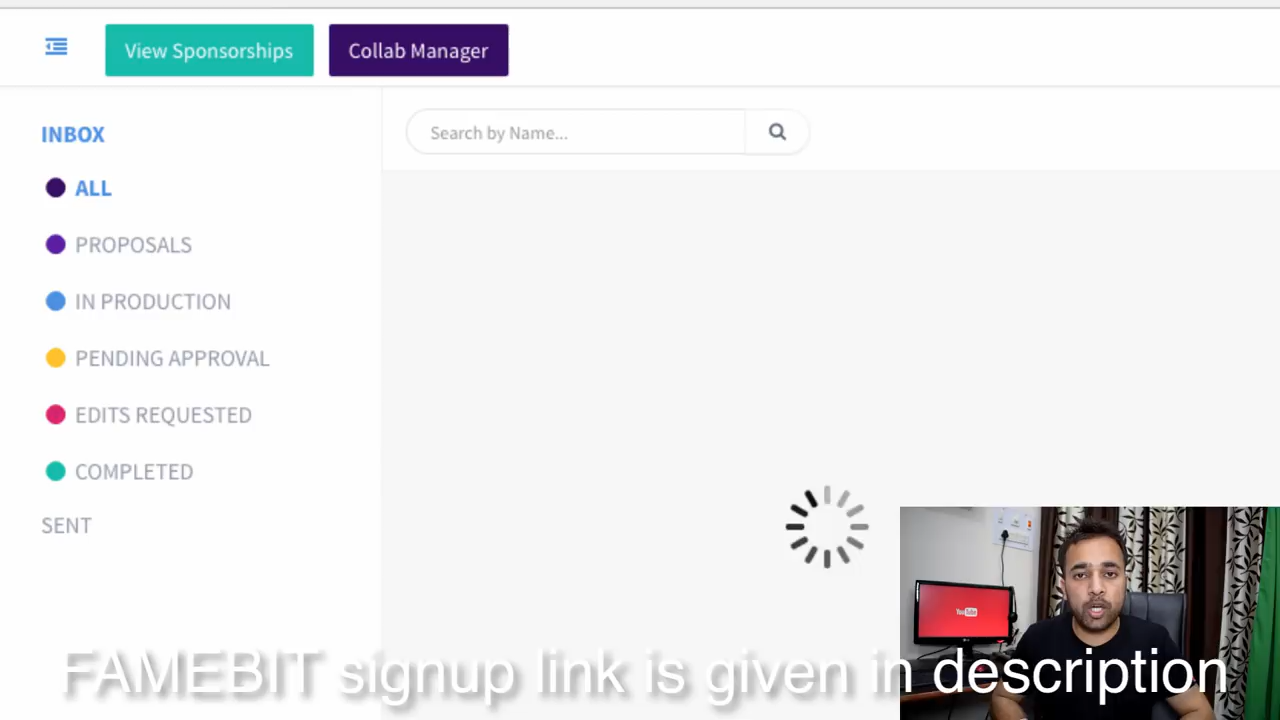 View Sponsorships
Collab Manager
INBOX
Search by Name...
ALL
PROPOSALS
IN PRODUCTION
PENDING APPROVAL
EDITS REQUESTED
COMPLETED
SENT
YouTube
FAMEBIT signup link is given in description